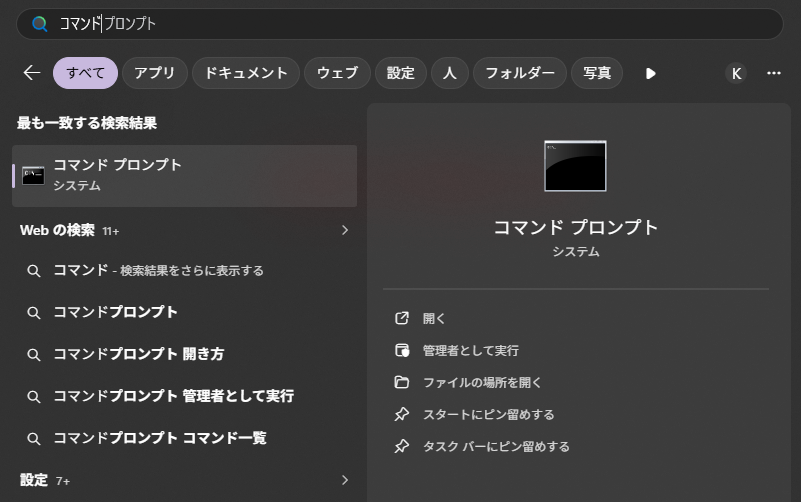 コマンドプロンプト
すべて アプリ ドキュメント ウェブ 設定 人 フォルダー 写真 K
最も一致する検索結果
コマンド プロンプト
システム
Web の検索 11+
コマンド - 検索結果をさらに表示する
コマンドプロンプト
コマンドプロンプト 開き方
コマンドプロンプト 管理者として実行
コマンドプロンプト コマンド一覧
設定 7+
コマンド プロンプト
システム
開く
管理者として実行
ファイルの場所を開く
スタートにピン留めする
タスク バーにピン留めする